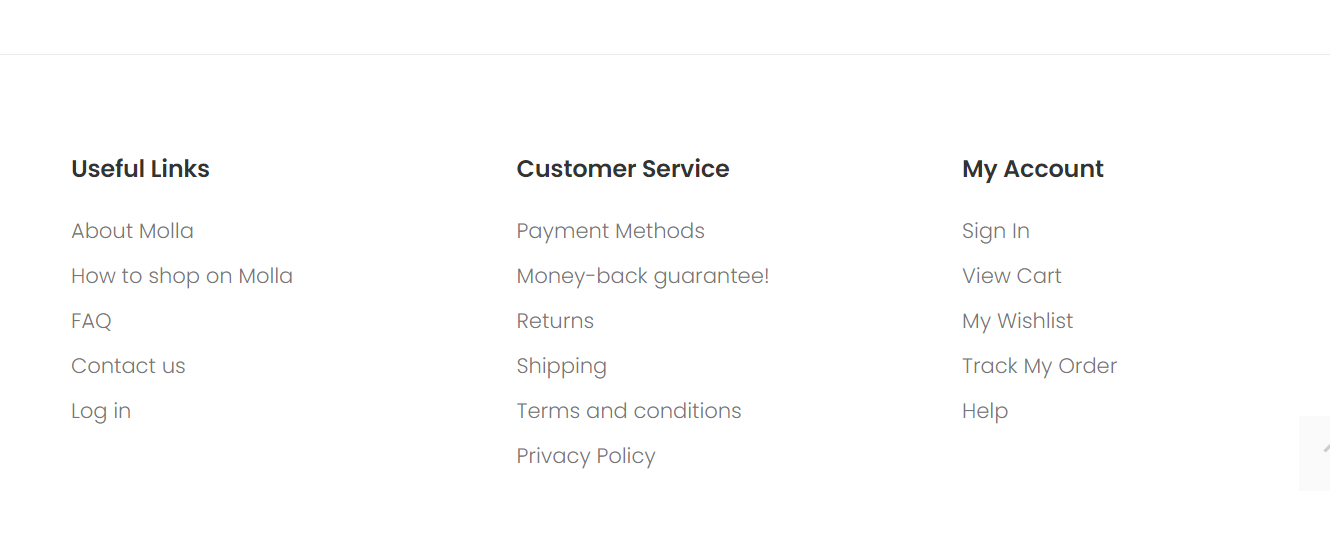 Useful Links
About Molla
How to shop on Molla
FAQ
Contact us
Log in
Customer Service
Payment Methods
Money-back guarantee!
Returns
Shipping
Terms and conditions
Privacy Policy
My Account
Sign In
View Cart
My Wishlist
Track My Order
Help